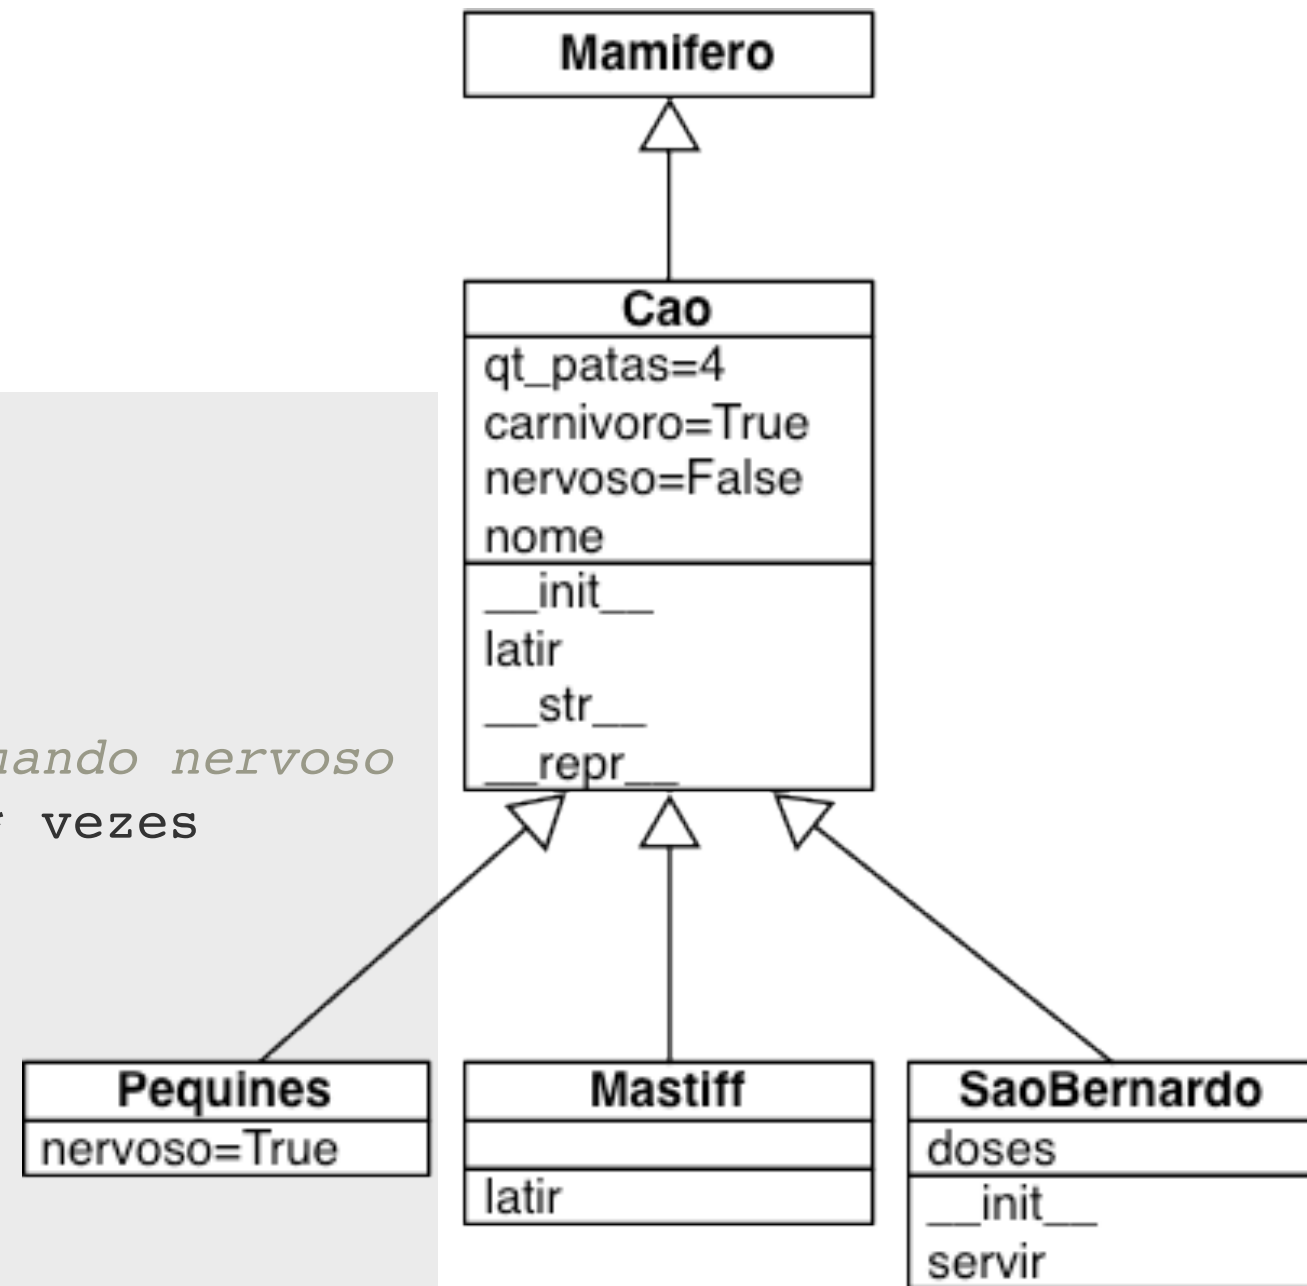 Mamifero
Cao
qt_patas=4
carnivoro=True
nervoso=False
nome
__init__
latir
__str__
__repr__
nervoso
vezes
Pequines
nervoso=True
Mastiff
latir
SaoBernardo
doses
__init__
servir